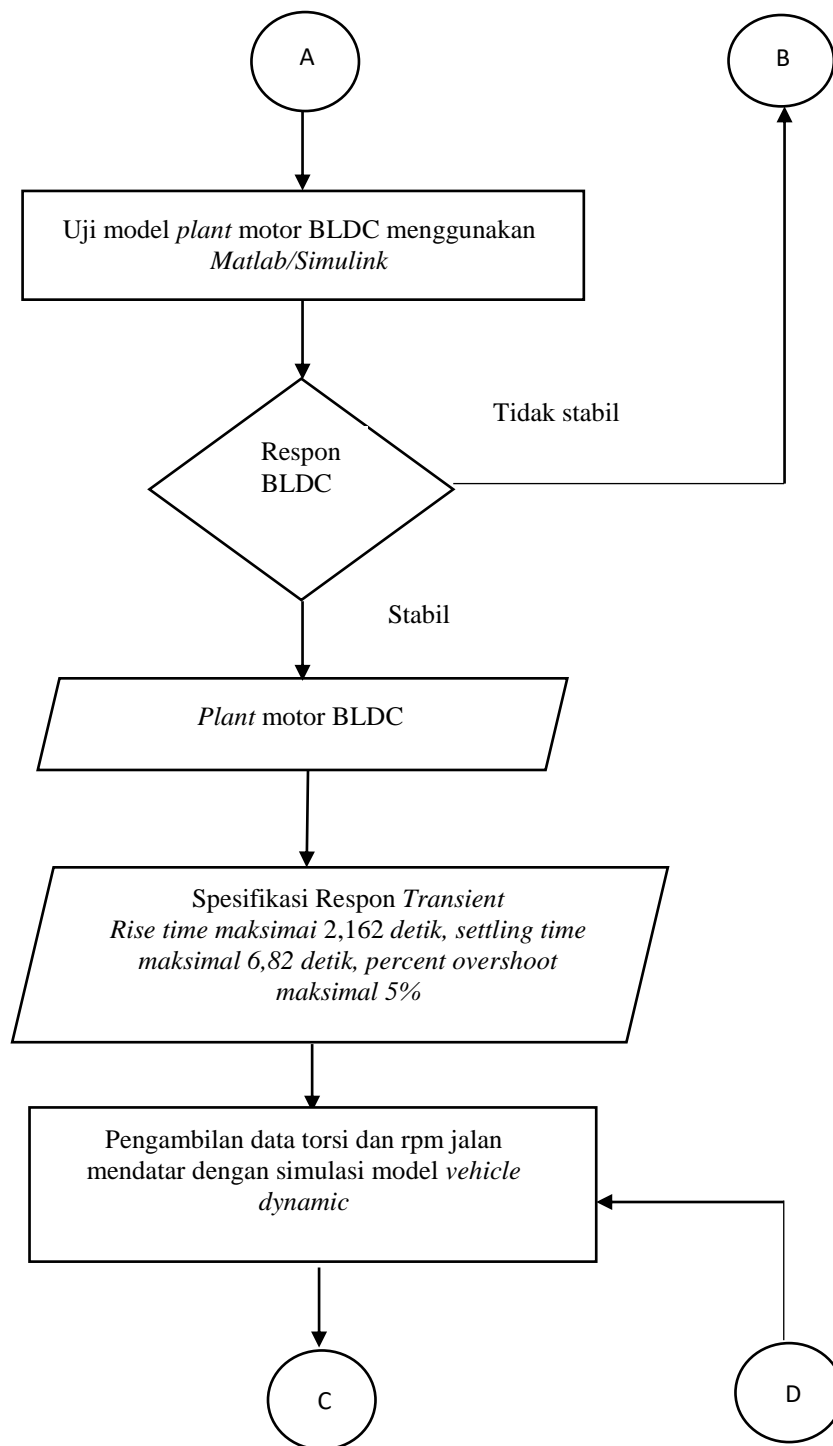 A
B
Uji model plant motor BLDC menggunakan
Matlab/Simulink
Tidak stabil
Respon
BLDC
Stabil
Plant motor BLDC
Spesifikasi Respon Transient
Rise time maksimai 2,162 detik, settling time
maksimal 6,82 detik, percent overshoot
maksimal 5%
Pengambilan data torsi dan rpm jalan
mendatar dengan simulasi model vehicle
dynamic
C
D